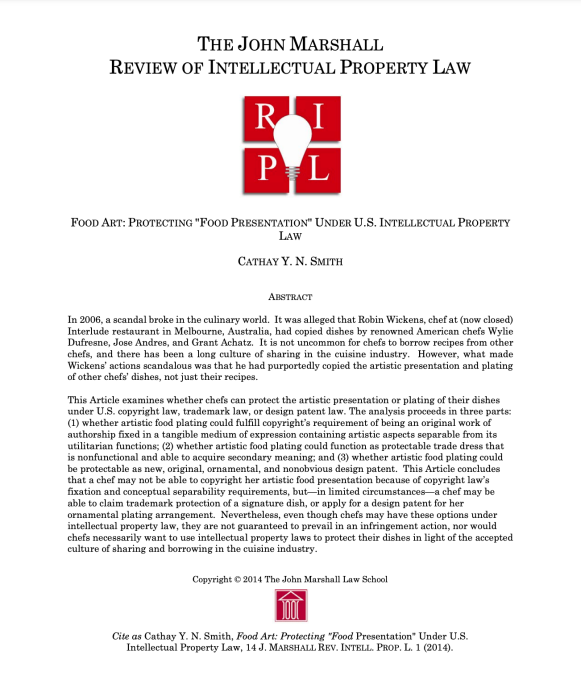 THE JOHN MARSHALL
REVIEW OF INTELLECTUAL PROPERTY LAW
R I
P L
FOOD ART: PROTECTING "FOOD PRESENTATION" UNDER U.S. INTELLECTUAL PROPERTY
LAW
CATHAY Y. N. SMITH
ABSTRACT
In 2006, a scandal broke in the culinary world. It was alleged that Robin Wickens, chef at (now closed)
Interlude restaurant in Melbourne, Australia, had copied dishes by renowned American chefs Wylie
Dufresne, Jose Andres, and Grant Achatz. It is not uncommon for chefs to borrow recipes from other
chefs, and there has been a long culture of sharing in the cuisine industry. However, what made
Wickens' actions scandalous was that he had purportedly copied the artistic presentation and plating
of other chefs' dishes, not just their recipes.
This Article examines whether chefs can protect the artistic presentation or plating of their dishes
under U.S. copyright law, trademark law, or design patent law. The analysis proceeds in three parts:
(1) whether artistic food plating could fulfill copyright's requirement of being an original work of
authorship fixed in a tangible medium of expression containing artistic aspects separable from its
utilitarian functions; (2) whether artistic food plating could function as protectable trade dress that
is nonfunctional and able to acquire secondary meaning; and (3) whether artistic food plating could
be protectable as new, original, ornamental, and nonobvious design patent. This Article concludes
that a chef may not be able to copyright her artistic food presentation because of copyright law's
fixation and conceptual separability requirements, but—in limited circumstances—a chef may be
able to claim trademark protection of a signature dish, or apply for a design patent for her
ornamental plating arrangement. Nevertheless, even though chefs may have these options under
intellectual property law, they are not guaranteed to prevail in an infringement action, nor would
chefs necessarily want to use intellectual property laws to protect their dishes in light of the accepted
culture of sharing and borrowing in the cuisine industry.
Copyright © 2014 The John Marshall Law School
Cite as Cathay Y. N. Smith, Food Art: Protecting "Food Presentation" Under U.S.
Intellectual Property Law, 14 J. MARSHALL REV. INTELL. PROP. L. 1 (2014).